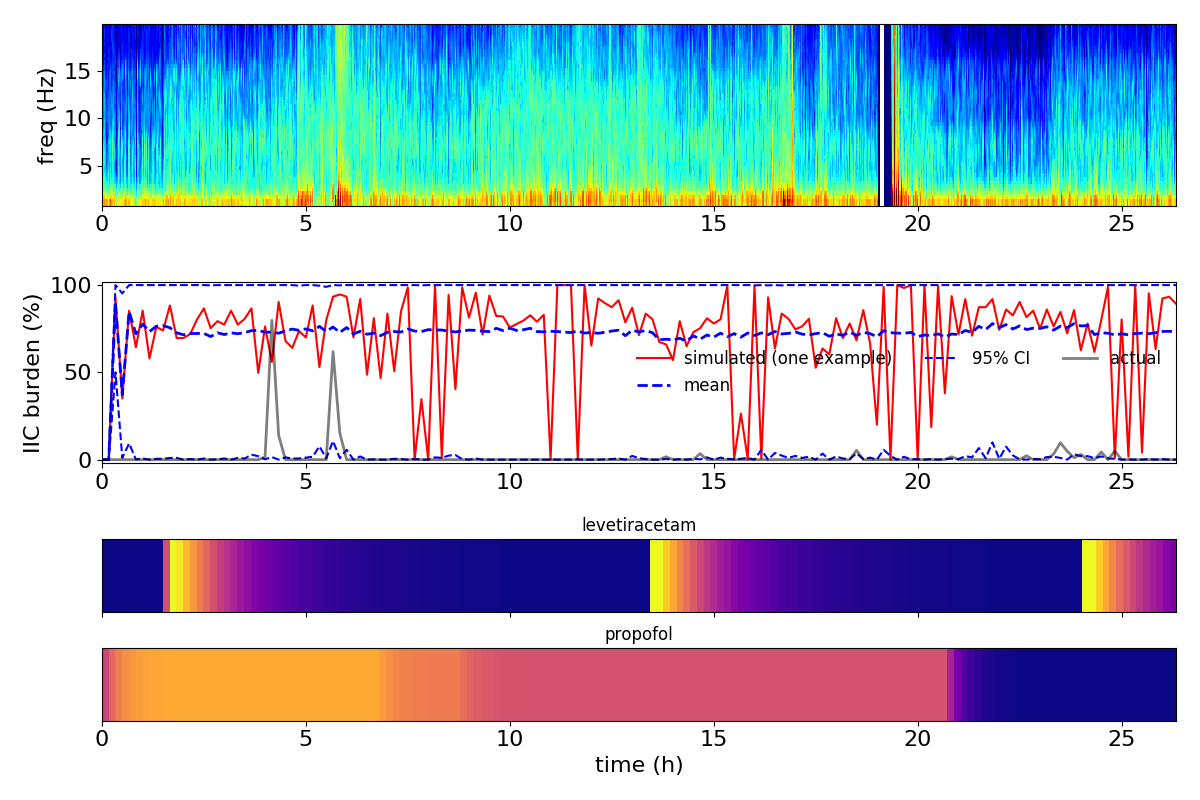 freq (Hz)
15
10
5
0 5 10 15 20 25
IIC burden (%)
100
50
0
simulated (one example) 95% CI actual
mean
0 5 10 15 20 25
levetiracetam
propofol
0 5 10 15 20 25
time (h)